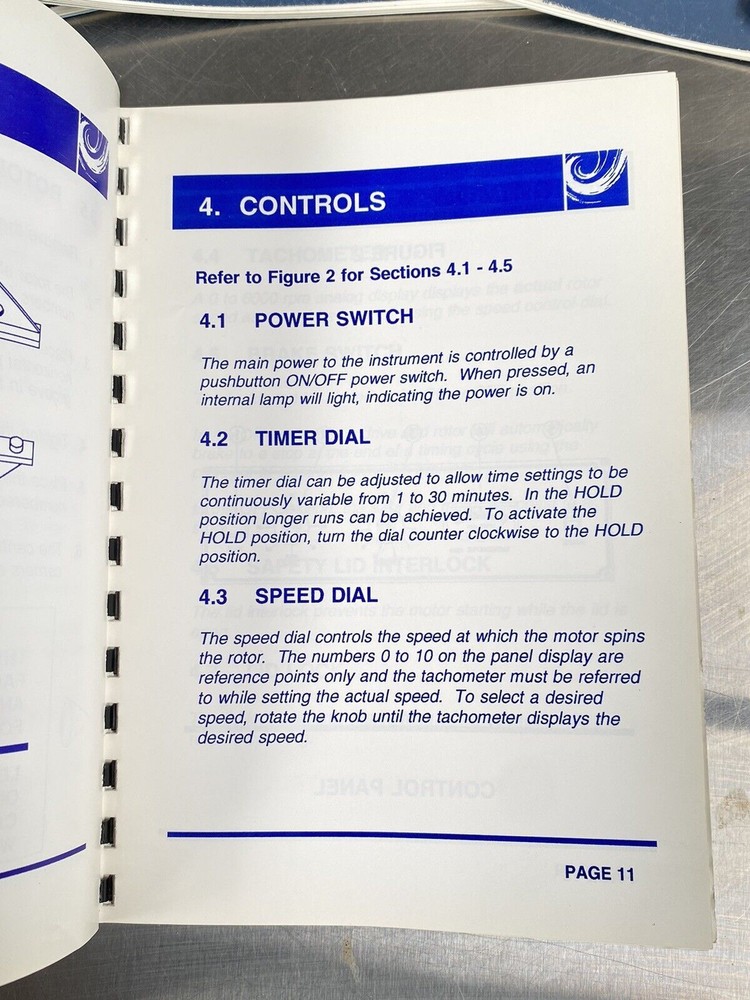 4. CONTROLS
Refer to Figure 2 for Sections 4.1 - 4.5
4.1 POWER SWITCH
The main power to the instrument is controlled by a
pushbutton ON/OFF power switch. When pressed, an
internal lamp will light, indicating the power is on.
4.2 TIMER DIAL
The timer dial can be adjusted to allow time settings to be
continuously variable from 1 to 30 minutes. In the HOLD
position longer runs can be achieved. To activate the
HOLD position, turn the dial counter clockwise to the HOLD
position.
4.3 SPEED DIAL
The speed dial controls the speed at which the motor spins
the rotor. The numbers 0 to 10 on the panel display are
reference points only and the tachometer must be referred
to while setting the actual speed. To select a desired
speed, rotate the knob until the tachometer displays the
desired speed.
PAGE 11